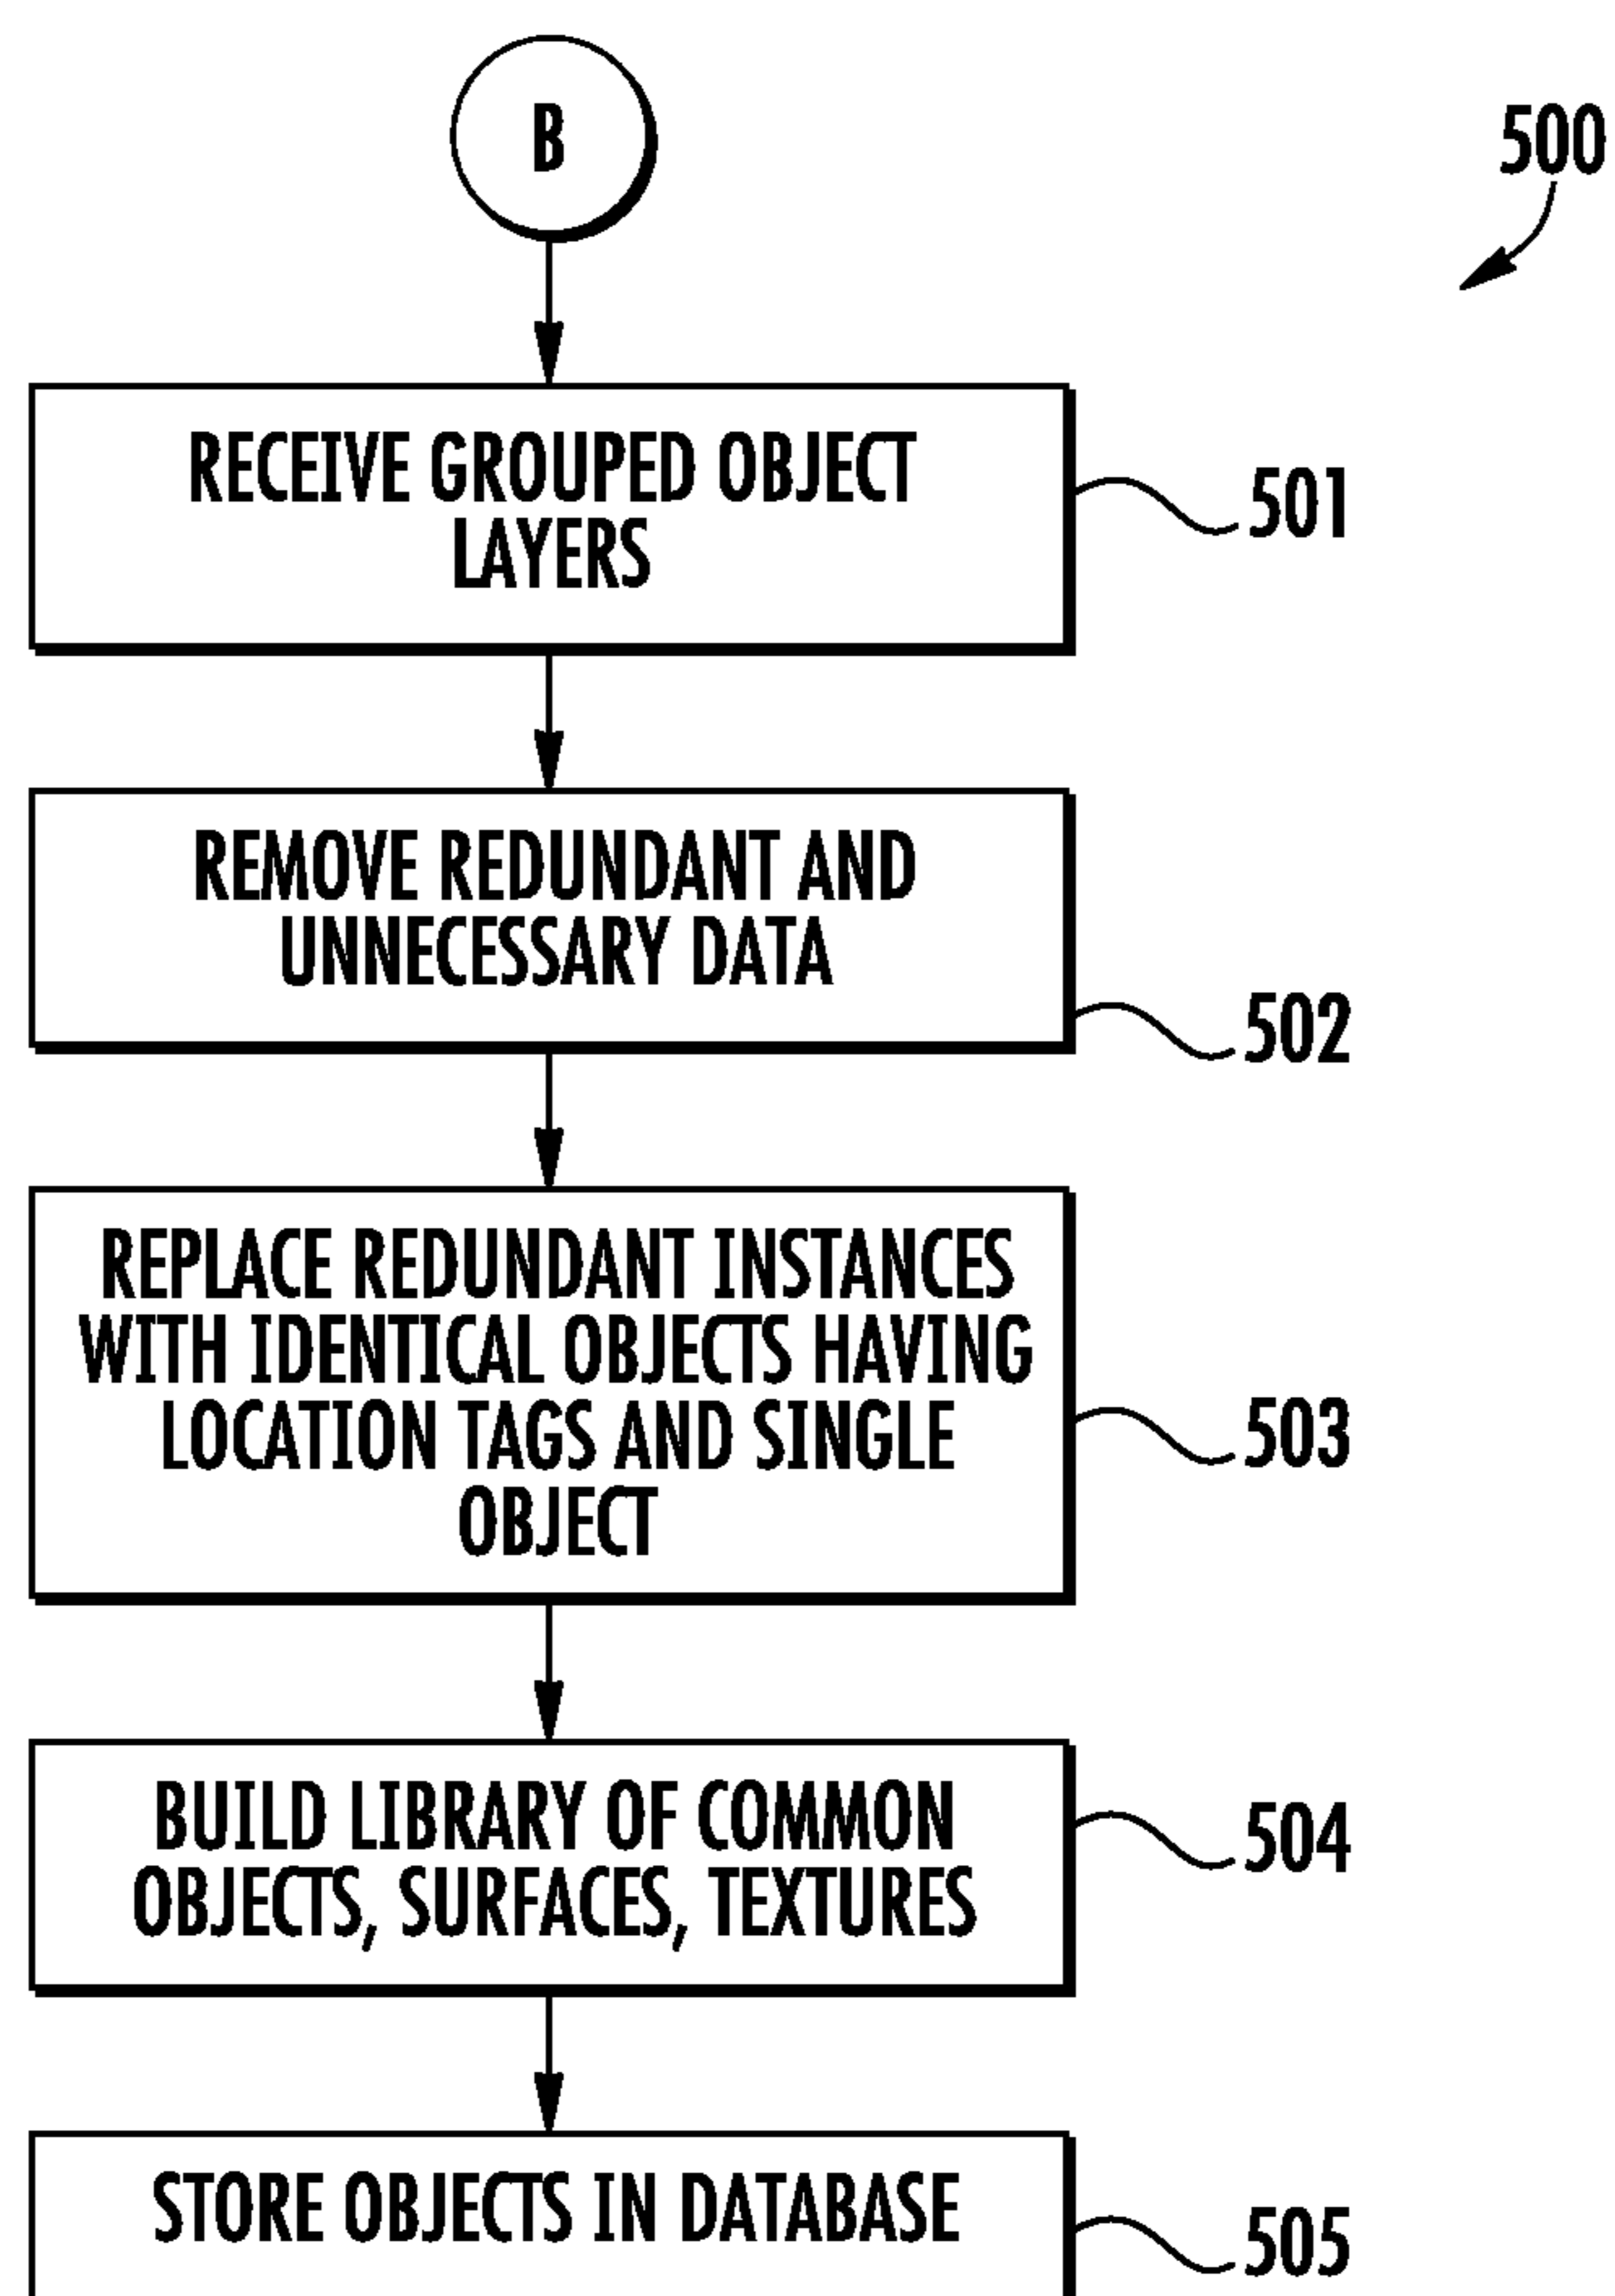 B
500
RECEIVE GROUPED OBJECT
LAYERS
501
REMOVE REDUNDANT AND
UNNECESSARY DATA
502
REPLACE REDUNDANT INSTANCES
WITH IDENTICAL OBJECTS HAVING
LOCATION TAGS AND SINGLE
OBJECT
503
BUILD LIBRARY OF COMMON
OBJECTS, SURFACES, TEXTURES
504
STORE OBJECTS IN DATABASE
505